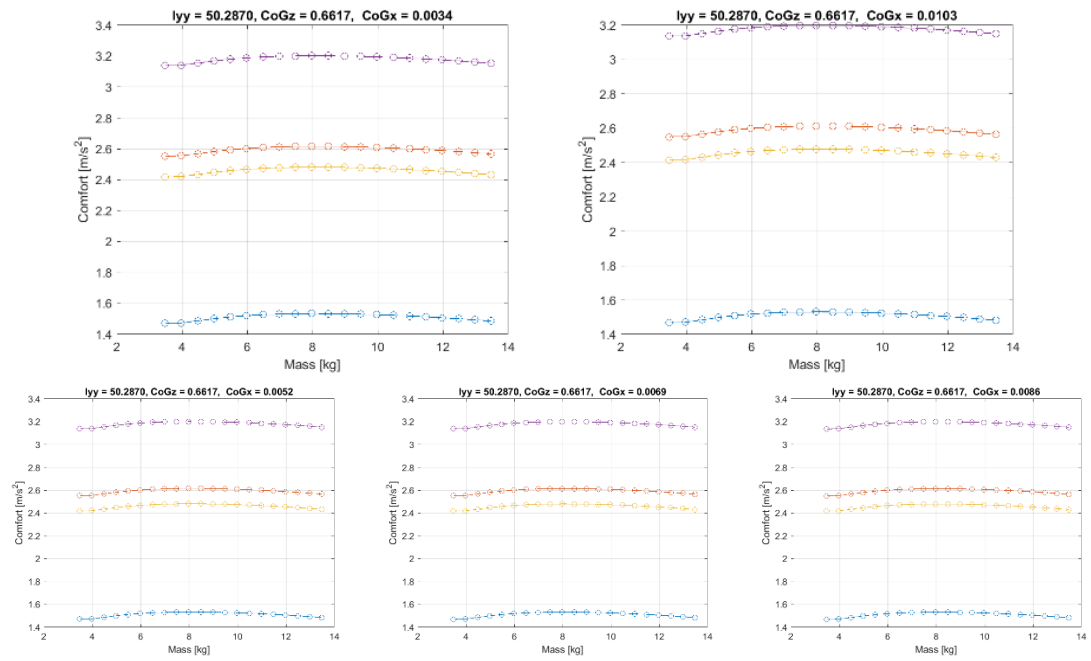 Iyy = 50.2870, CoGz = 0.6617, CoGx = 0.0034
3.4
3.2
3
2.8
2.6
2.4
2.2
2
1.8
1.6
1.4
Comfort [m/s²]
2 4 6 8 10 12 14
Mass [kg]
Iyy = 50.2870, CoGz = 0.6617, CoGx = 0.0103
3.2
3
2.8
2.6
2.4
2.2
2
1.8
1.6
1.4
Comfort [m/s²]
2 4 6 8 10 12 14
Mass [kg]
Iyy = 50.2870, CoGz = 0.6617, CoGx = 0.0052
3.4
3.2
3
2.8
2.6
2.4
2.2
2
1.8
1.6
1.4
Comfort [m/s²]
2 4 6 8 10 12 14
Mass [kg]
Iyy = 50.2870, CoGz = 0.6617, CoGx = 0.0069
3.4
3.2
3
2.8
2.6
2.4
2.2
2
1.8
1.6
1.4
Comfort [m/s²]
2 4 6 8 10 12 14
Mass [kg]
Iyy = 50.2870, CoGz = 0.6617, CoGx = 0.0086
3.4
3.2
3
2.8
2.6
2.4
2.2
2
1.8
1.6
1.4
Comfort [m/s²]
2 4 6 8 10 12 14
Mass [kg]